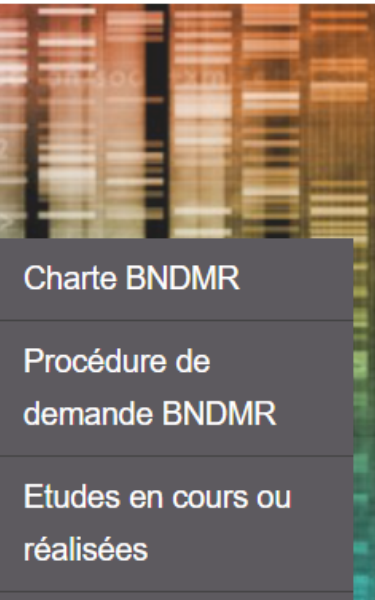 Charte BNDMR
Procédure de
demande BNDMR
Etudes en cours ou
réalisées